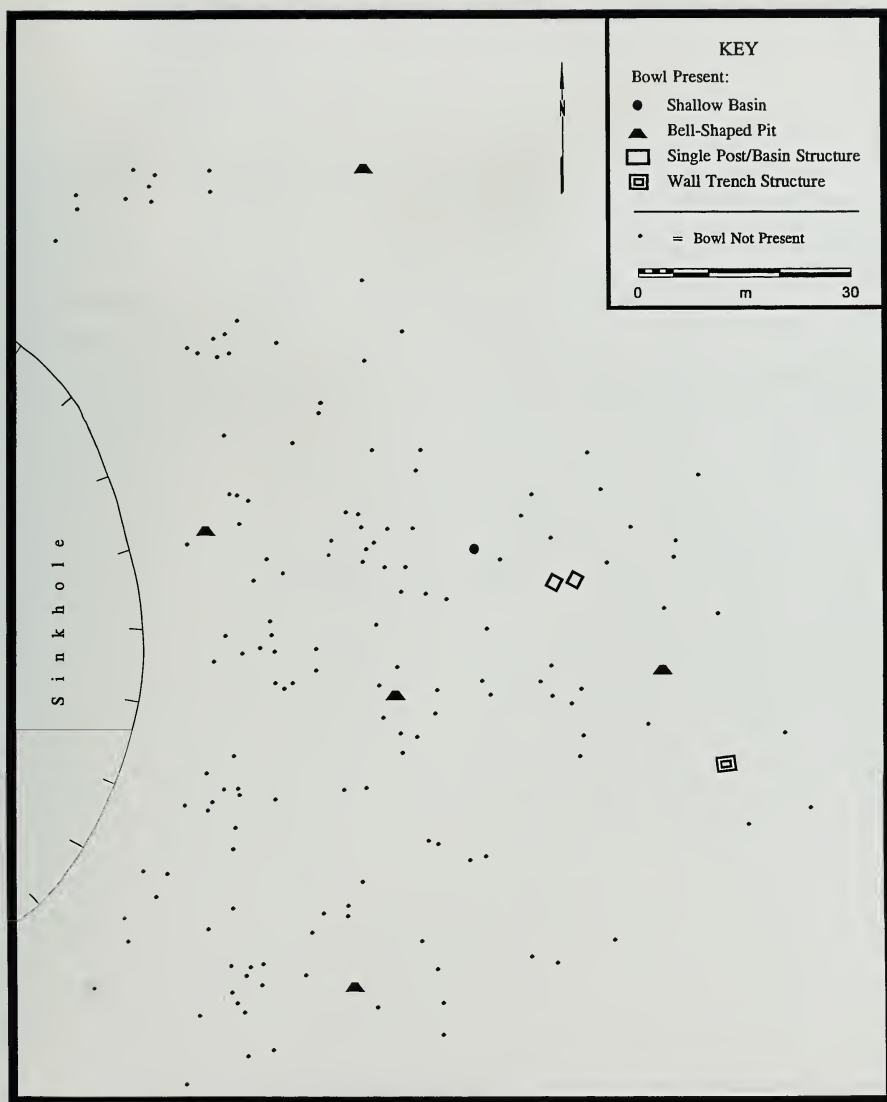 KEY
Bowl Present:
Shallow Basin
Bell-Shaped Pit
Single Post/Basin Structure
Wall Trench Structure
= Bowl Not Present
0 m 30
N
Sinkhole